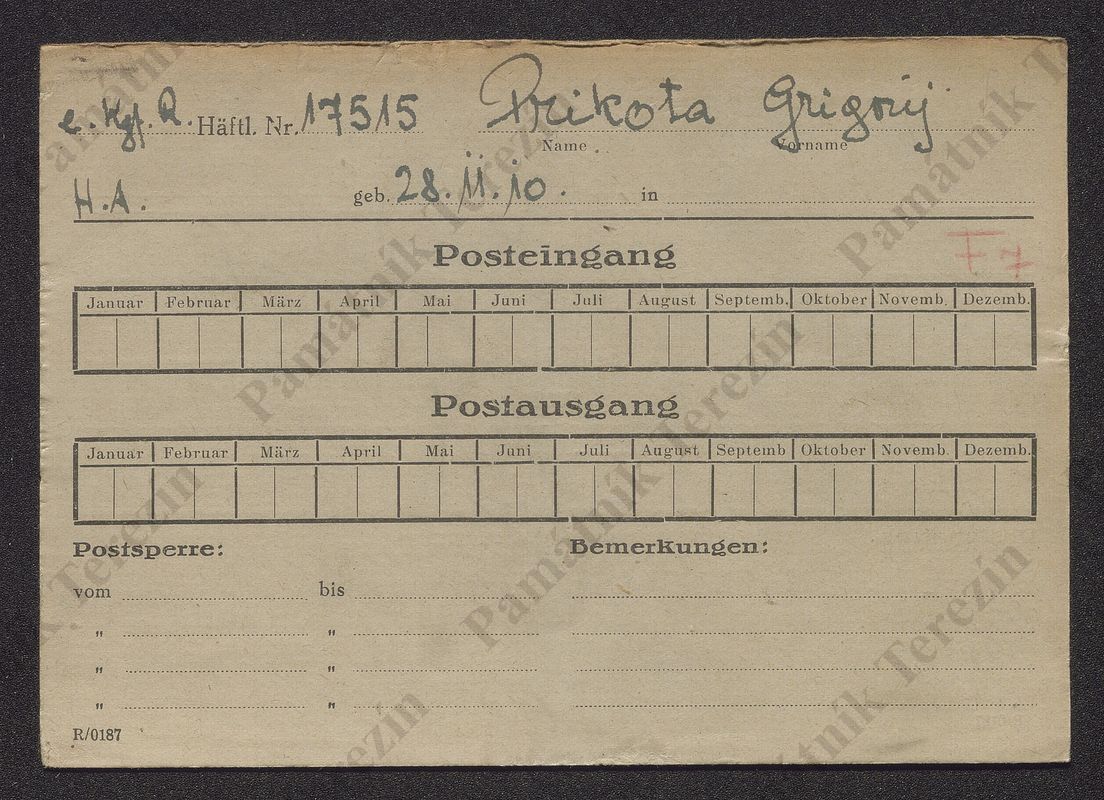 e. Kgf. R. Häftl. Nr. 17515 Prikota Grigorij
Name Vorname
H.A. geb. 28. II. 10. in
Posteingang
F 7
Januar Februar März April Mai Juni Juli August Septemb. Oktober Novemb. Dezemb.
Postausgang
Januar Februar März April Mai Juni Juli August Septemb Oktober Novemb. Dezemb.
Postsperre: Bemerkungen:
vom bis
" "
" "
" "
R/0187
Památník Terezín